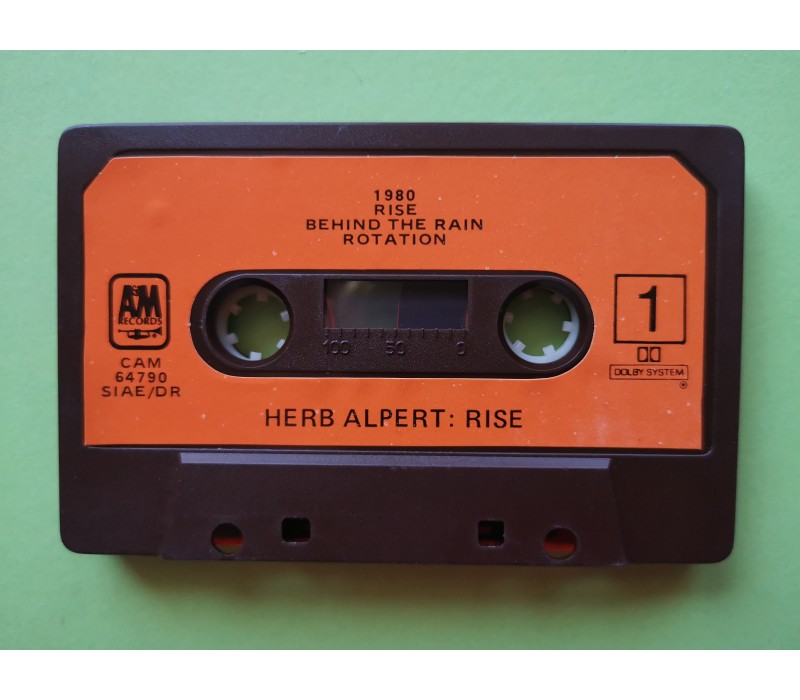 1980
RISE
BEHIND THE RAIN
ROTATION
A&M
RECORDS
CAM
64790
SIAE/DR
100 50 0
1
DOLBY SYSTEM
®
HERB ALPERT: RISE